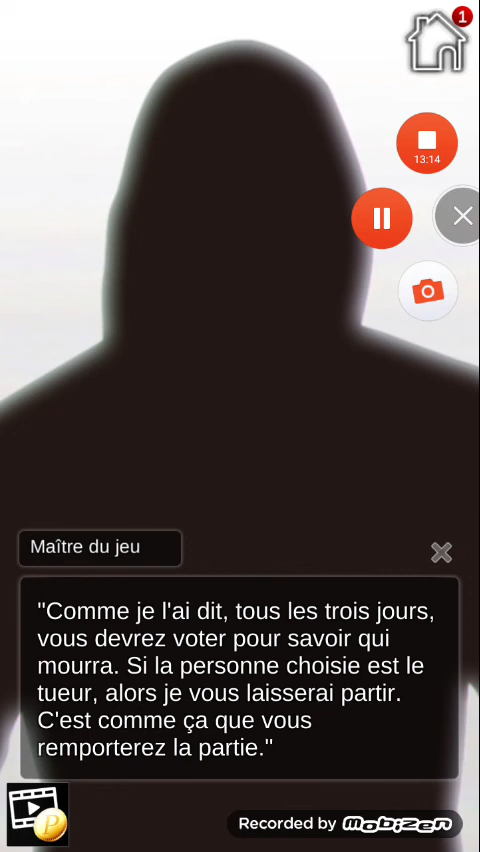 1
13:14
Maître du jeu
"Comme je l'ai dit, tous les trois jours,
vous devrez voter pour savoir qui
mourra. Si la personne choisie est le
tueur, alors je vous laisserai partir.
C'est comme ça que vous
remporterez la partie."
P
Recorded by Mobizen